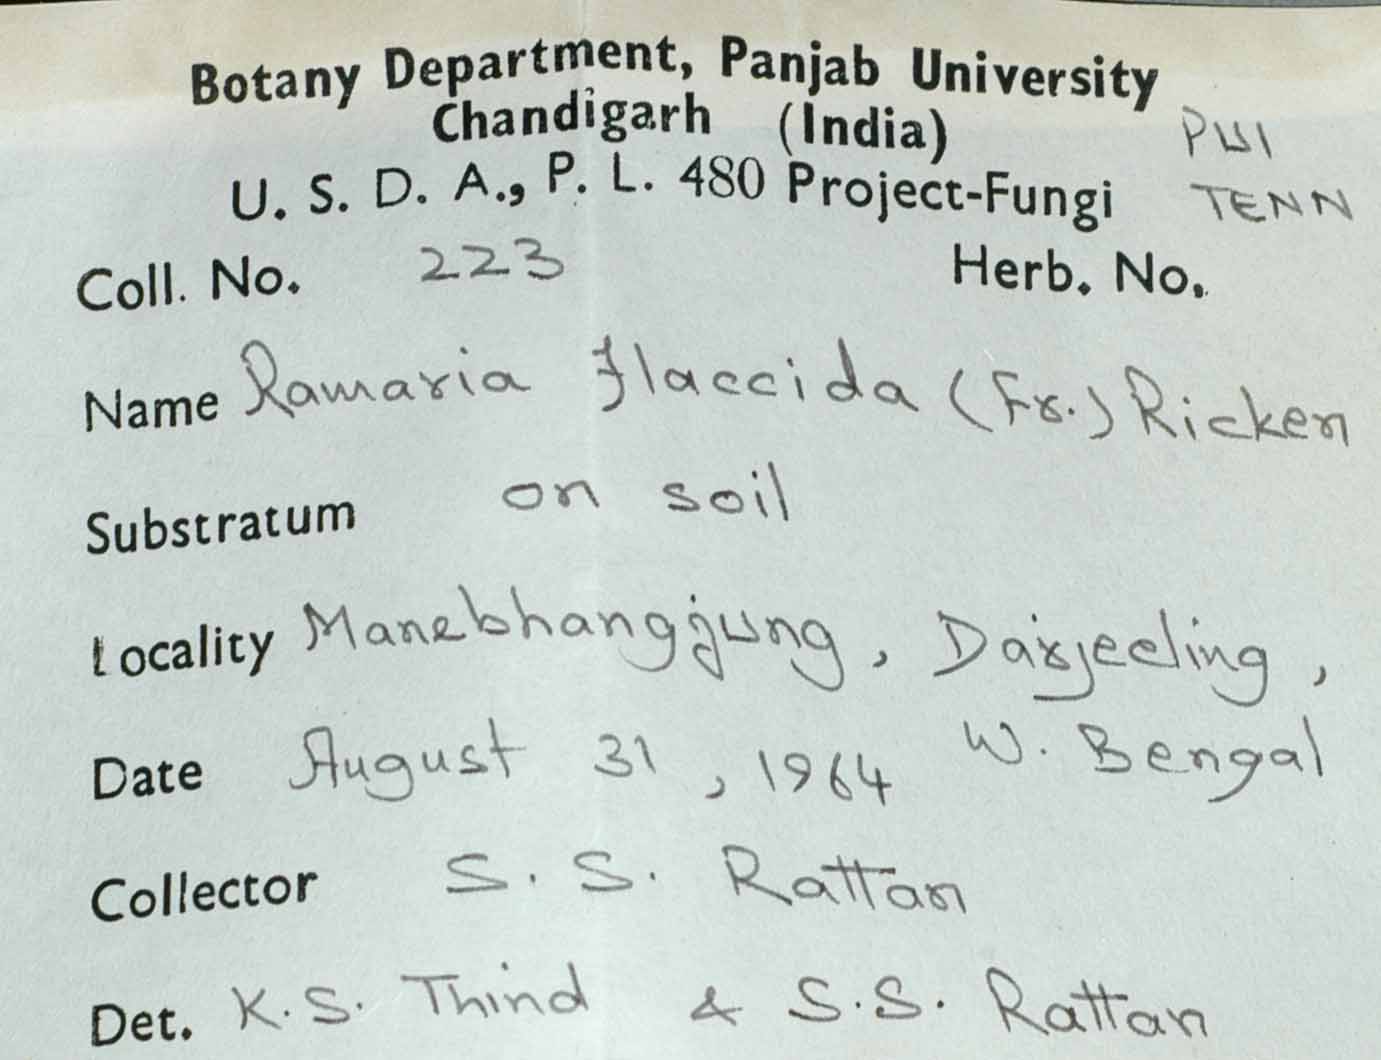 Botany Department, Panjab University
Chandigarh (India)
PUI
U. S. D. A., P. L. 480 Project-Fungi
TENN
Coll. No. 223 Herb. No.
Name Ramaria flaccida (Fr.) Ricken
Substratum on soil
Locality Manebhangjung, Darjeeling,
W. Bengal
Date August 31, 1964
Collector S. S. Rattan
Det. K. S. Thind & S. S. Rattan